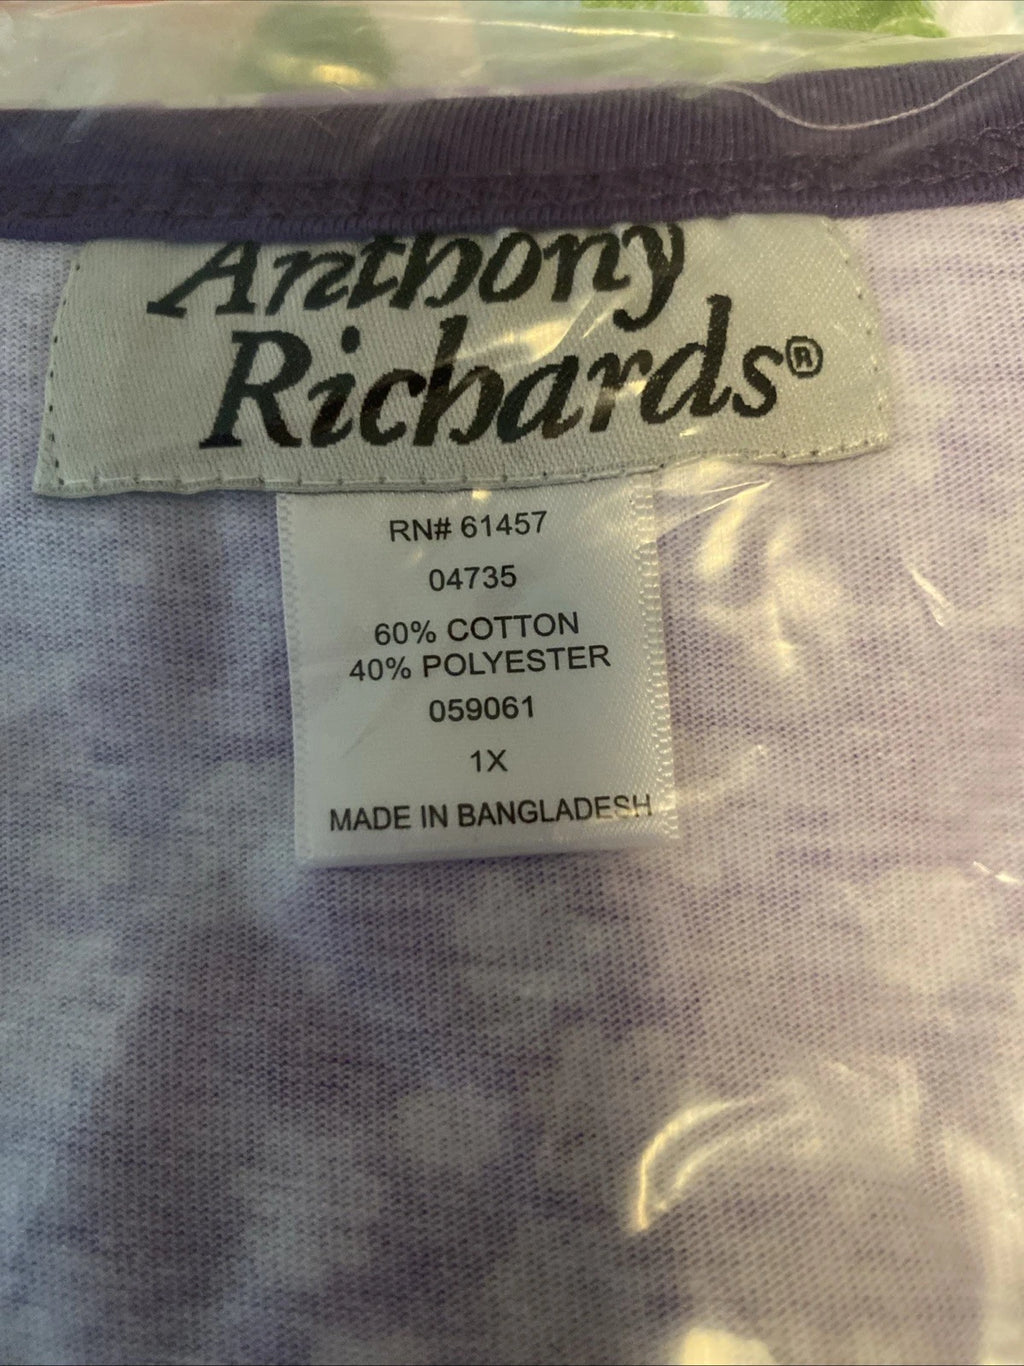 Anthony
Richards®
RN# 61457
04735
60% COTTON
40% POLYESTER
059061
1X
MADE IN BANGLADESH